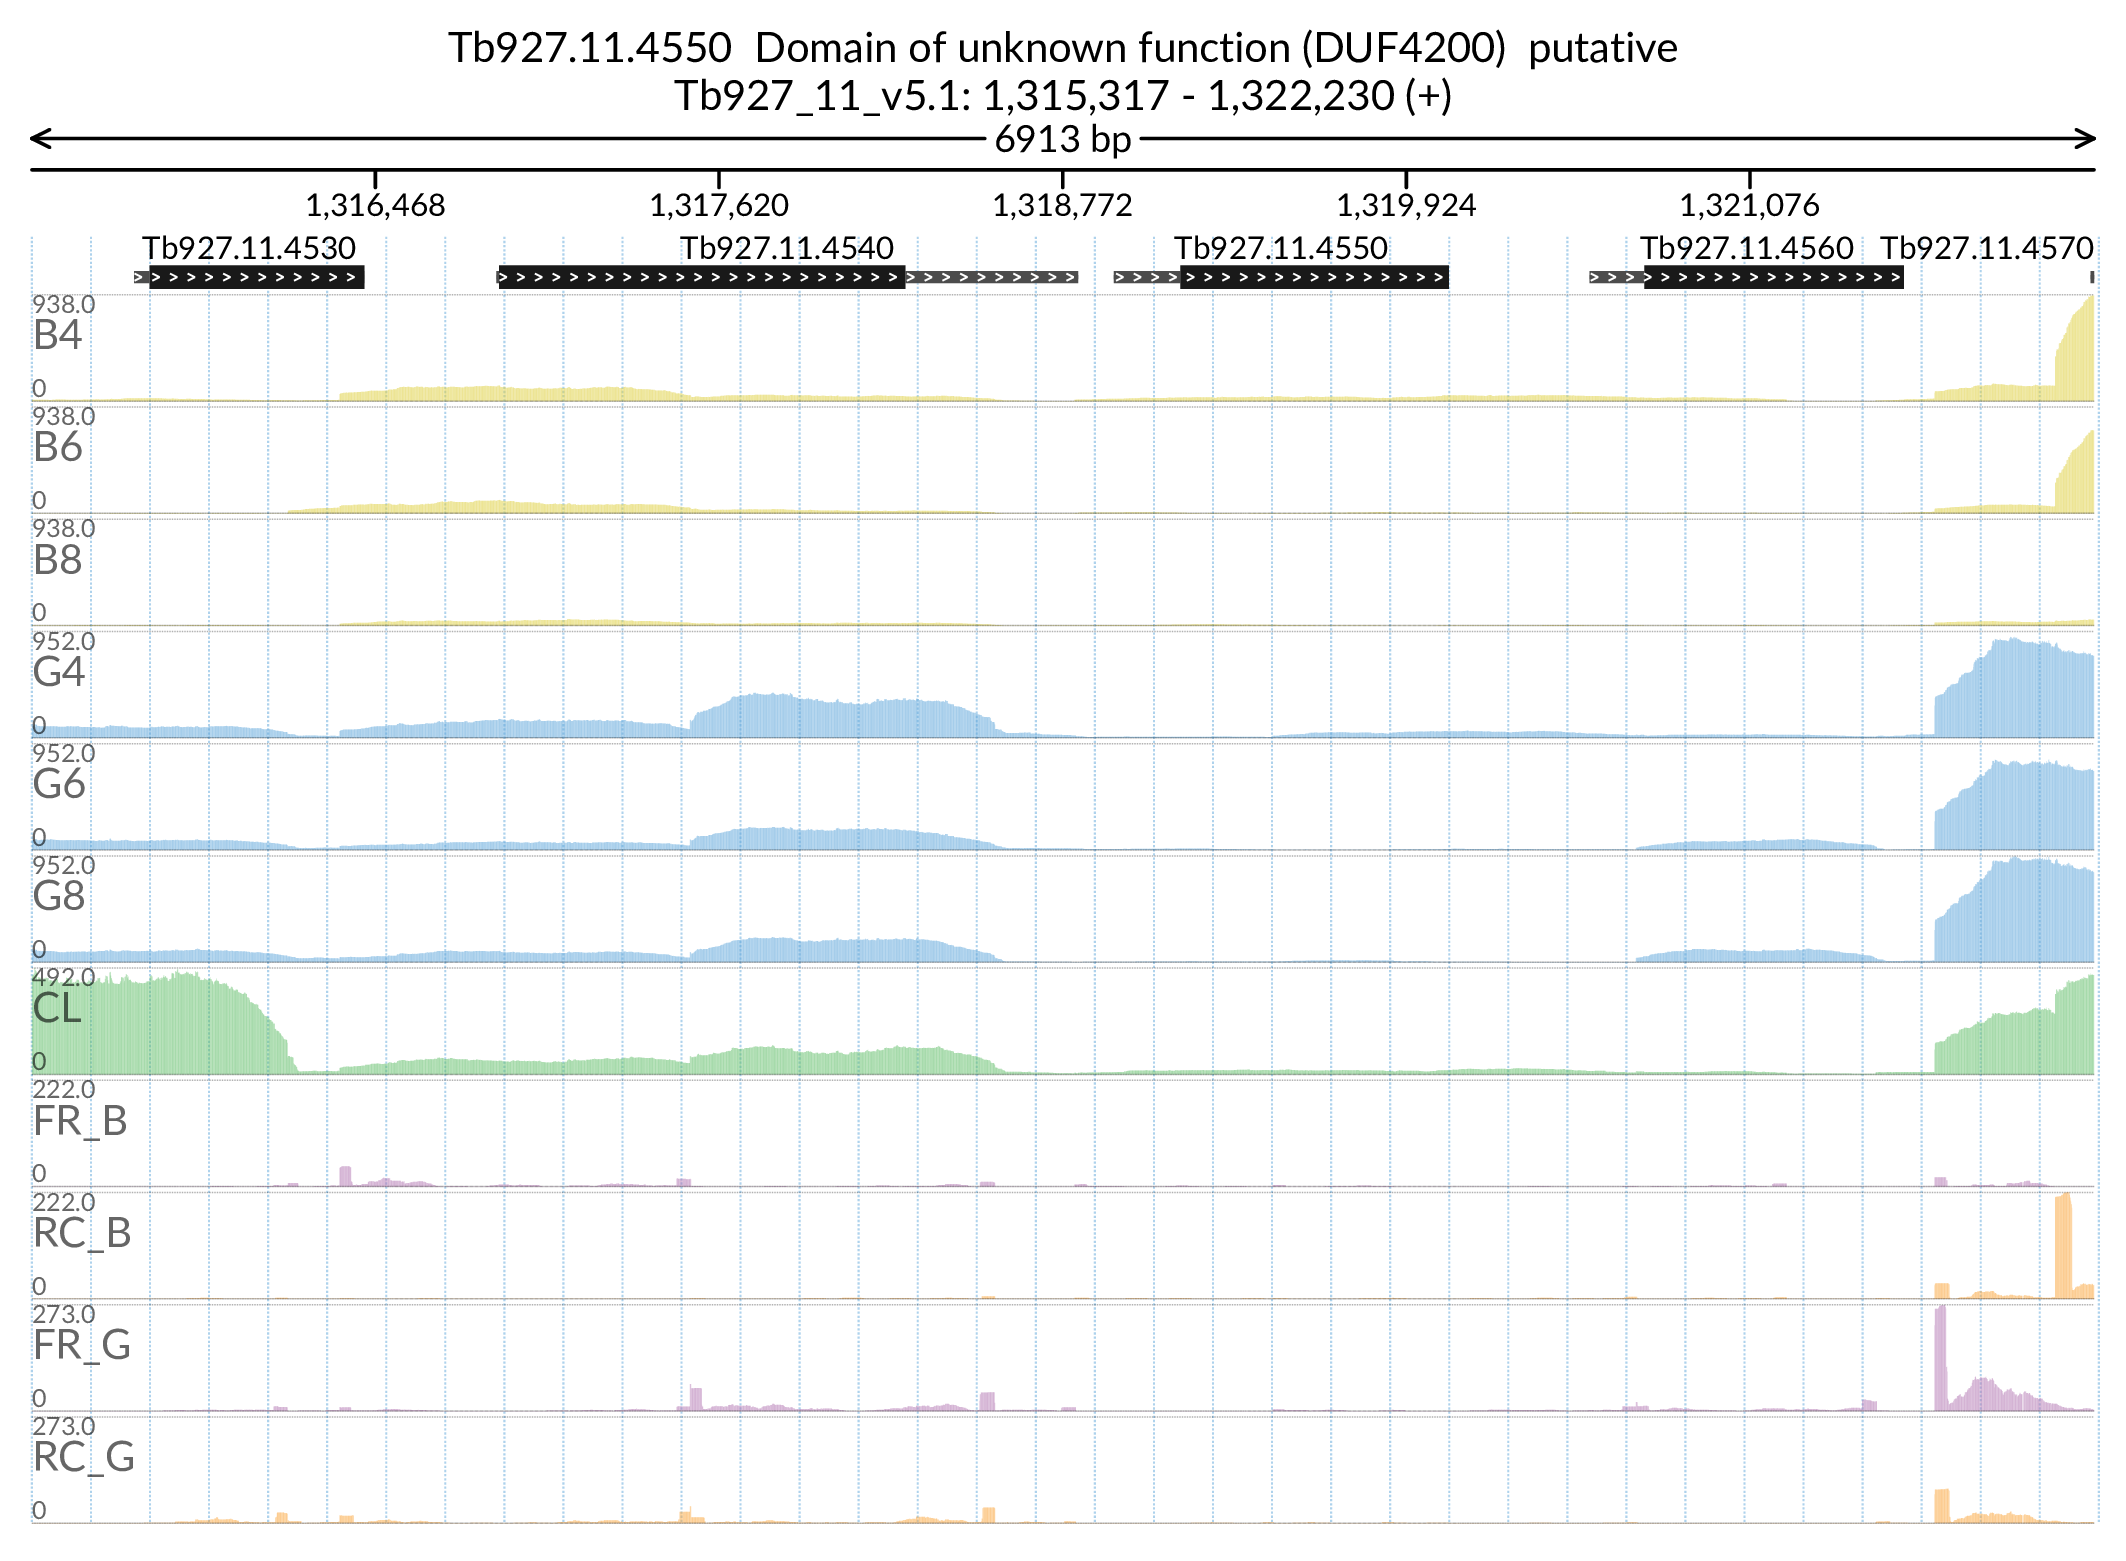 Tb927.11.4550 Domain of unknown function (DUF4200) putative
Tb927_11_v5.1: 1,315,317 - 1,322,230 (+)
6913 bp
1,316,468 1,317,620 1,318,772 1,319,924 1,321,076
Tb927.11.4530 Tb927.11.4540 Tb927.11.4550 Tb927.11.4560 Tb927.11.4570
938.0
B4
0
938.0
B6
0
938.0
B8
0
952.0
G4
0
952.0
G6
0
952.0
G8
0
492.0
CL
0
222.0
FR_B
0
222.0
RC_B
0
273.0
FR_G
0
273.0
RC_G
0